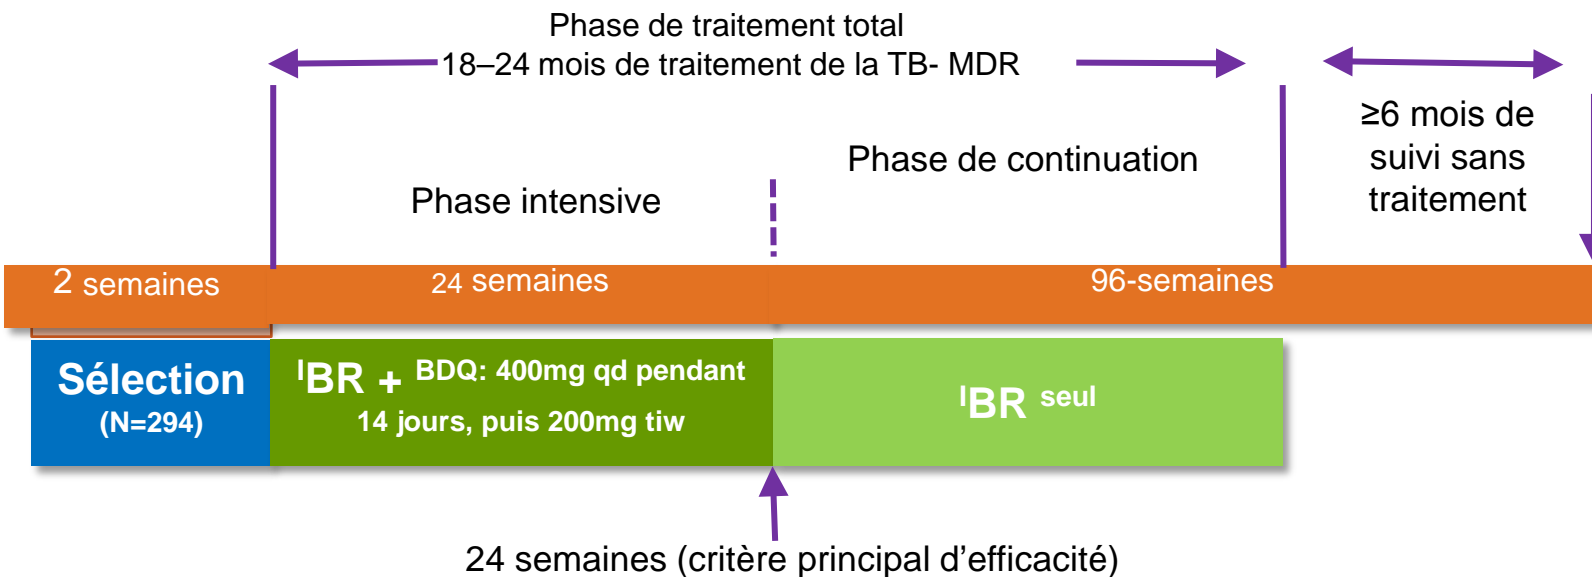 Phase de traitement total
18–24 mois de traitement de la TB- MDR
≥6 mois de
suivi sans
traitement
Phase de continuation
Phase intensive
2 semaines
24 semaines
96-semaines
Sélection
(N=294)
IBR + BDQ: 400mg qd pendant
14 jours, puis 200mg tiw
IBR seul
24 semaines (critère principal d'efficacité)